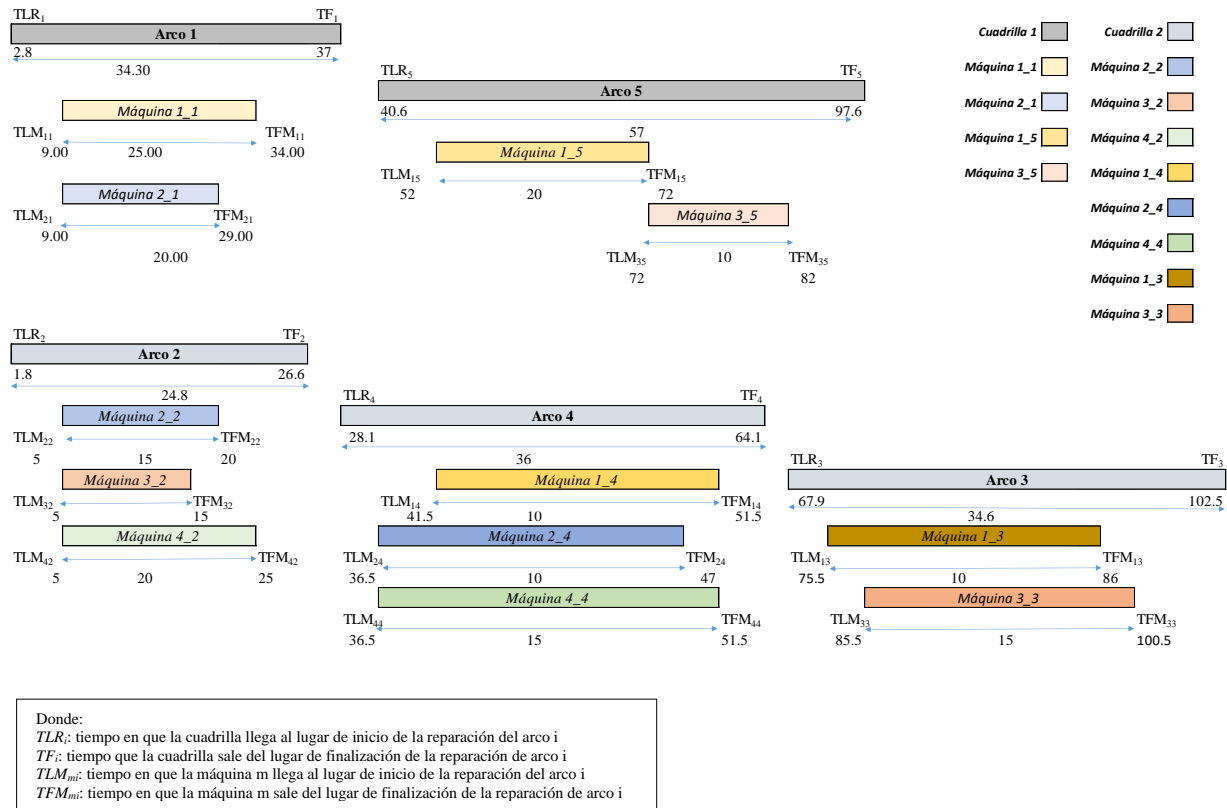 TLR₁ TF₁
Arco 1
2.8 37
34.30
Máquina 1_1
TLM₁₁ TFM₁₁
9.00 25.00 34.00
Máquina 2_1
TLM₂₁ TFM₂₁
9.00 29.00
20.00
TLR₅ TF₅
Arco 5
40.6 97.6
57
Máquina 1_5
TLM₁₅ TFM₁₅
52 20 72
Máquina 3_5
TLM₃₅ TFM₃₅
72 10 82
Cuadrilla 1
Máquina 1_1
Máquina 2_1
Máquina 1_5
Máquina 3_5
Cuadrilla 2
Máquina 2_2
Máquina 3_2
Máquina 4_2
Máquina 1_4
Máquina 2_4
Máquina 4_4
Máquina 1_3
Máquina 3_3
TLR₂ TF₂
Arco 2
1.8 26.6
24.8
Máquina 2_2
TLM₂₂ TFM₂₂
5 15 20
Máquina 3_2
TLM₃₂ TFM₃₂
5 15
Máquina 4_2
TLM₄₂ TFM₄₂
5 20 25
TLR₄ TF₄
Arco 4
28.1 64.1
36
Máquina 1_4
TLM₁₄ TFM₁₄
41.5 10 51.5
Máquina 2_4
TLM₂₄ TFM₂₄
36.5 10 47
Máquina 4_4
TLM₄₄ TFM₄₄
36.5 15 51.5
TLR₃ TF₃
Arco 3
67.9 102.5
34.6
Máquina 1_3
TLM₁₃ TFM₁₃
75.5 10 86
Máquina 3_3
TLM₃₃ TFM₃₃
85.5 15 100.5
Donde:
TLRᵢ: tiempo en que la cuadrilla llega al lugar de inicio de la reparación del arco i
TFᵢ: tiempo que la cuadrilla sale del lugar de finalización de la reparación de arco i
TLMₘᵢ: tiempo en que la máquina m llega al lugar de inicio de la reparación del arco i
TFMₘᵢ: tiempo en que la máquina m sale del lugar de finalización de la reparación de arco i